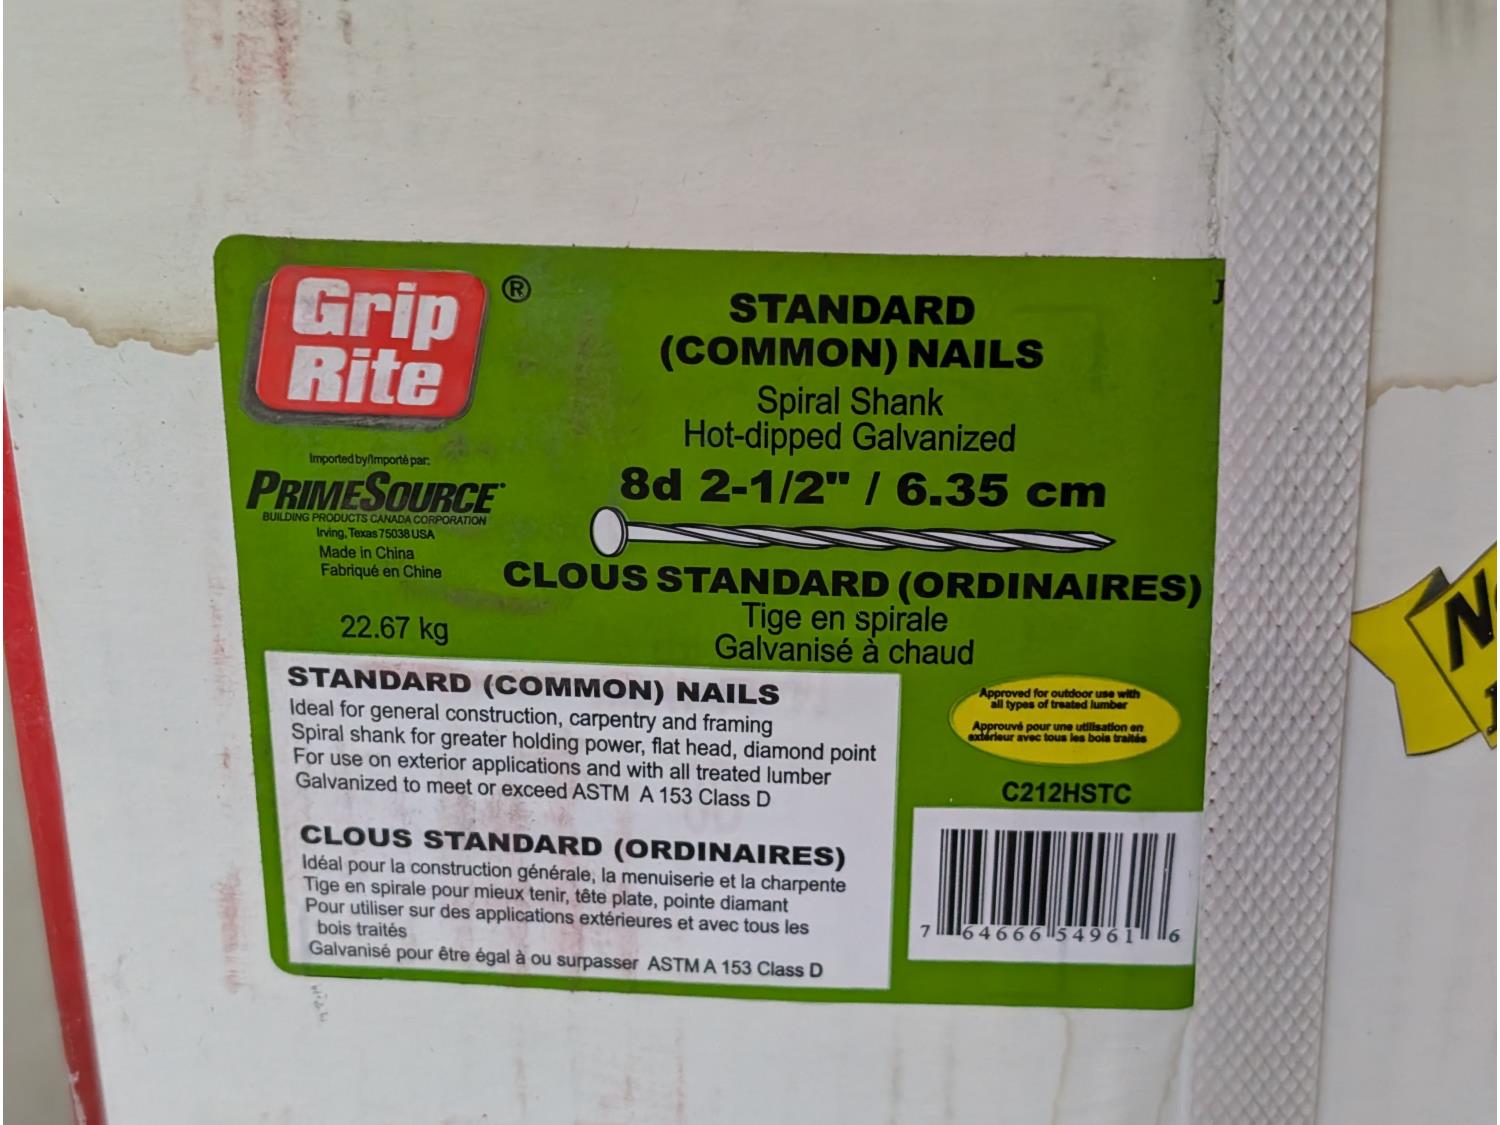 Grip
Rite
®
Imported by/Importé par:
PRIMESOURCE
BUILDING PRODUCTS CANADA CORPORATION
Irving, Texas 75038 USA
Made in China
Fabriqué en Chine
22.67 kg
STANDARD
(COMMON) NAILS
Spiral Shank
Hot-dipped Galvanized
8d 2-1/2" / 6.35 cm
CLOUS STANDARD (ORDINAIRES)
Tige en spirale
Galvanisé à chaud
STANDARD (COMMON) NAILS
Ideal for general construction, carpentry and framing
Spiral shank for greater holding power, flat head, diamond point
For use on exterior applications and with all treated lumber
Galvanized to meet or exceed ASTM A 153 Class D
CLOUS STANDARD (ORDINAIRES)
Idéal pour la construction générale, la menuiserie et la charpente
Tige en spirale pour mieux tenir, tête plate, pointe diamant
Pour utiliser sur des applications extérieures et avec tous les
bois traités
Galvanisé pour être égal à ou surpasser ASTM A 153 Class D
Approved for outdoor use with
all types of treated lumber
Approuvé pour une utilisation en
extérieur avec tous les bois traités
C212HSTC
7 64666 54961 6